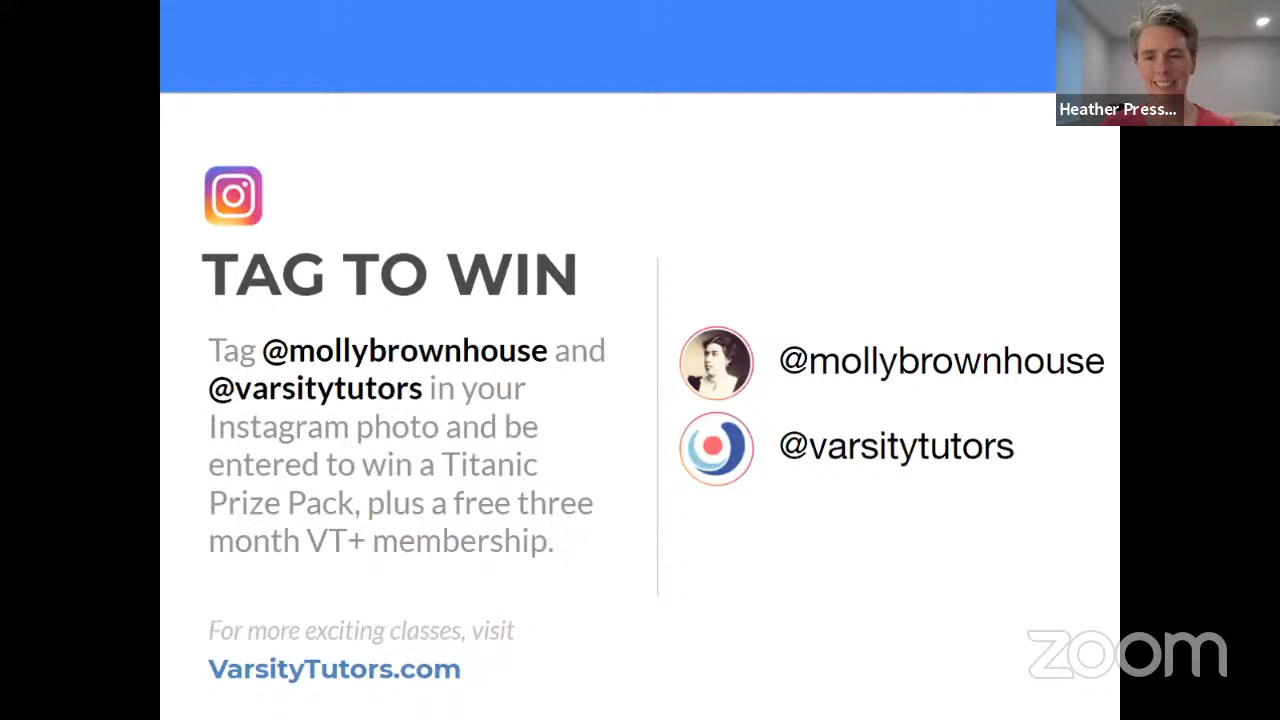 Heather Press...
TAG TO WIN
Tag @mollybrownhouse and
@varsitytutors in your
Instagram photo and be
entered to win a Titanic
Prize Pack, plus a free three
month VT+ membership.
For more exciting classes, visit
VarsityTutors.com
@mollybrownhouse
@varsitytutors
zoom